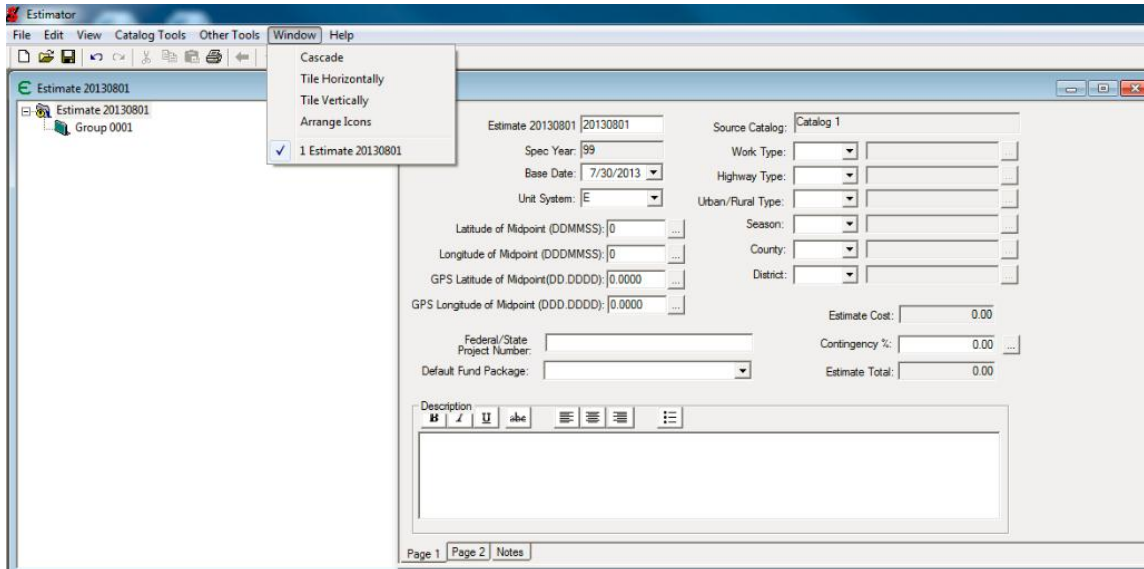 Estimator
File Edit View Catalog Tools Other Tools Window Help
Cascade
Tile Horizontally
Tile Vertically
Arrange Icons
1 Estimate 20130801
Estimate 20130801
Estimate 20130801
Group 0001
Estimate 20130801 20130801
Spec Year: 99
Base Date: 7/30/2013
Unit System: E
Latitude of Midpoint (DDMMSS): 0 ...
Longitude of Midpoint (DDDMMSS): 0 ...
GPS Latitude of Midpoint(DD.DDDD): 0.0000 ...
GPS Longitude of Midpoint (DDD.DDDD): 0.0000 ...
Federal/State
Project Number:
Default Fund Package:
Source Catalog: Catalog 1
Work Type: ...
Highway Type: ...
Urban/Rural Type: ...
Season: ...
County: ...
District: ...
Estimate Cost: 0.00
Contingency %: 0.00 ...
Estimate Total: 0.00
Description
B I U abc
Page 1 Page 2 Notes